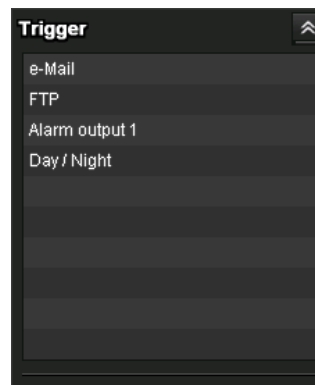 Trigger
e-Mail
FTP
Alarm output 1
Day / Night